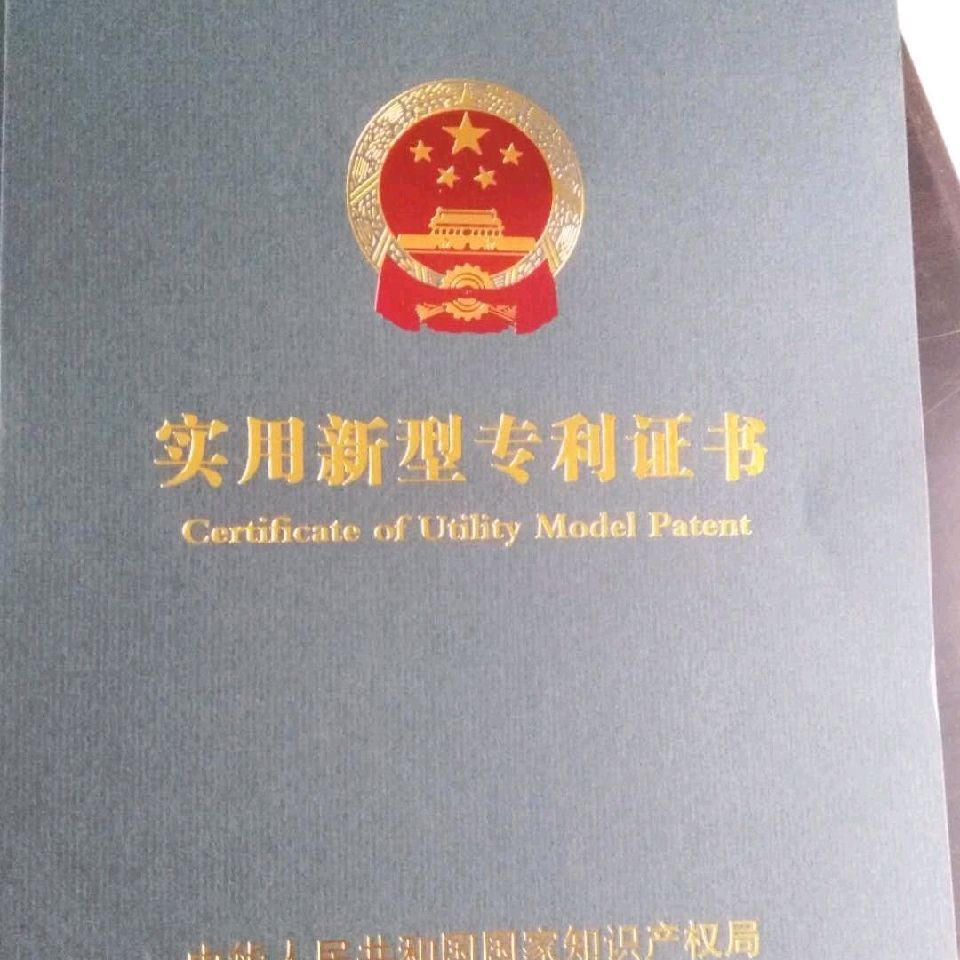 实用新型专利证书
Certificate of Utility Model Patent
中华人民共和国国家知识产权局